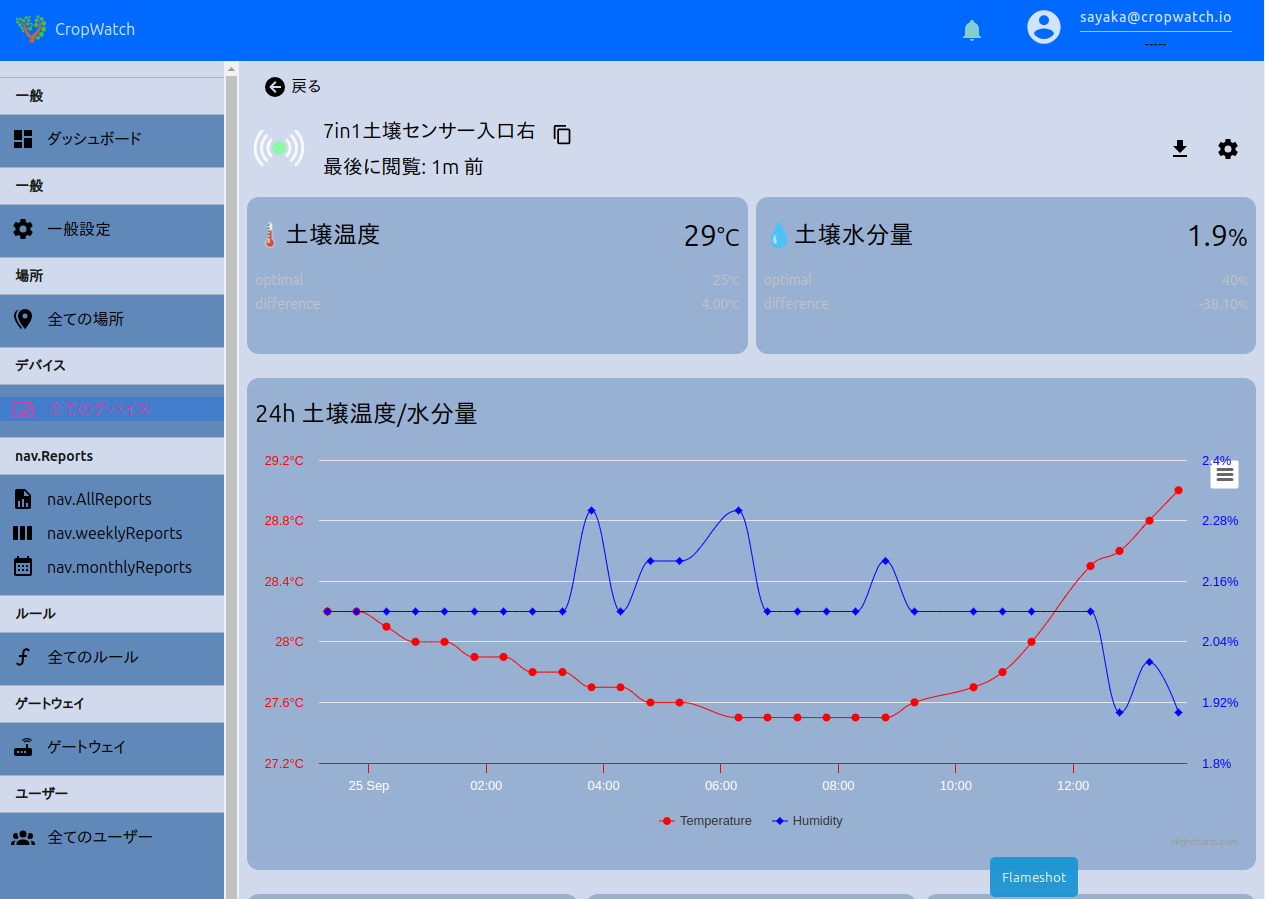 CropWatch
sayaka@cropwatch.io
-----
一般
ダッシュボード
一般
一般設定
場所
全ての場所
デバイス
全てのデバイス
nav.Reports
nav.AllReports
nav.weeklyReports
nav.monthlyReports
ルール
全てのルール
ゲートウェイ
ゲートウェイ
ユーザー
全てのユーザー
戻る
7in1土壌センサー入口右
最後に閲覧: 1m 前
土壌温度 29°C
optimal 25°C
difference 4.00°C
土壌水分量 1.9%
optimal 40%
difference -38.10%
24h 土壌温度/水分量
29.2°C 2.4%
28.8°C 2.28%
28.4°C 2.16%
28°C 2.04%
27.6°C 1.92%
27.2°C 1.8%
25 Sep 02:00 04:00 06:00 08:00 10:00 12:00
Temperature Humidity
Highcharts.com
Flameshot